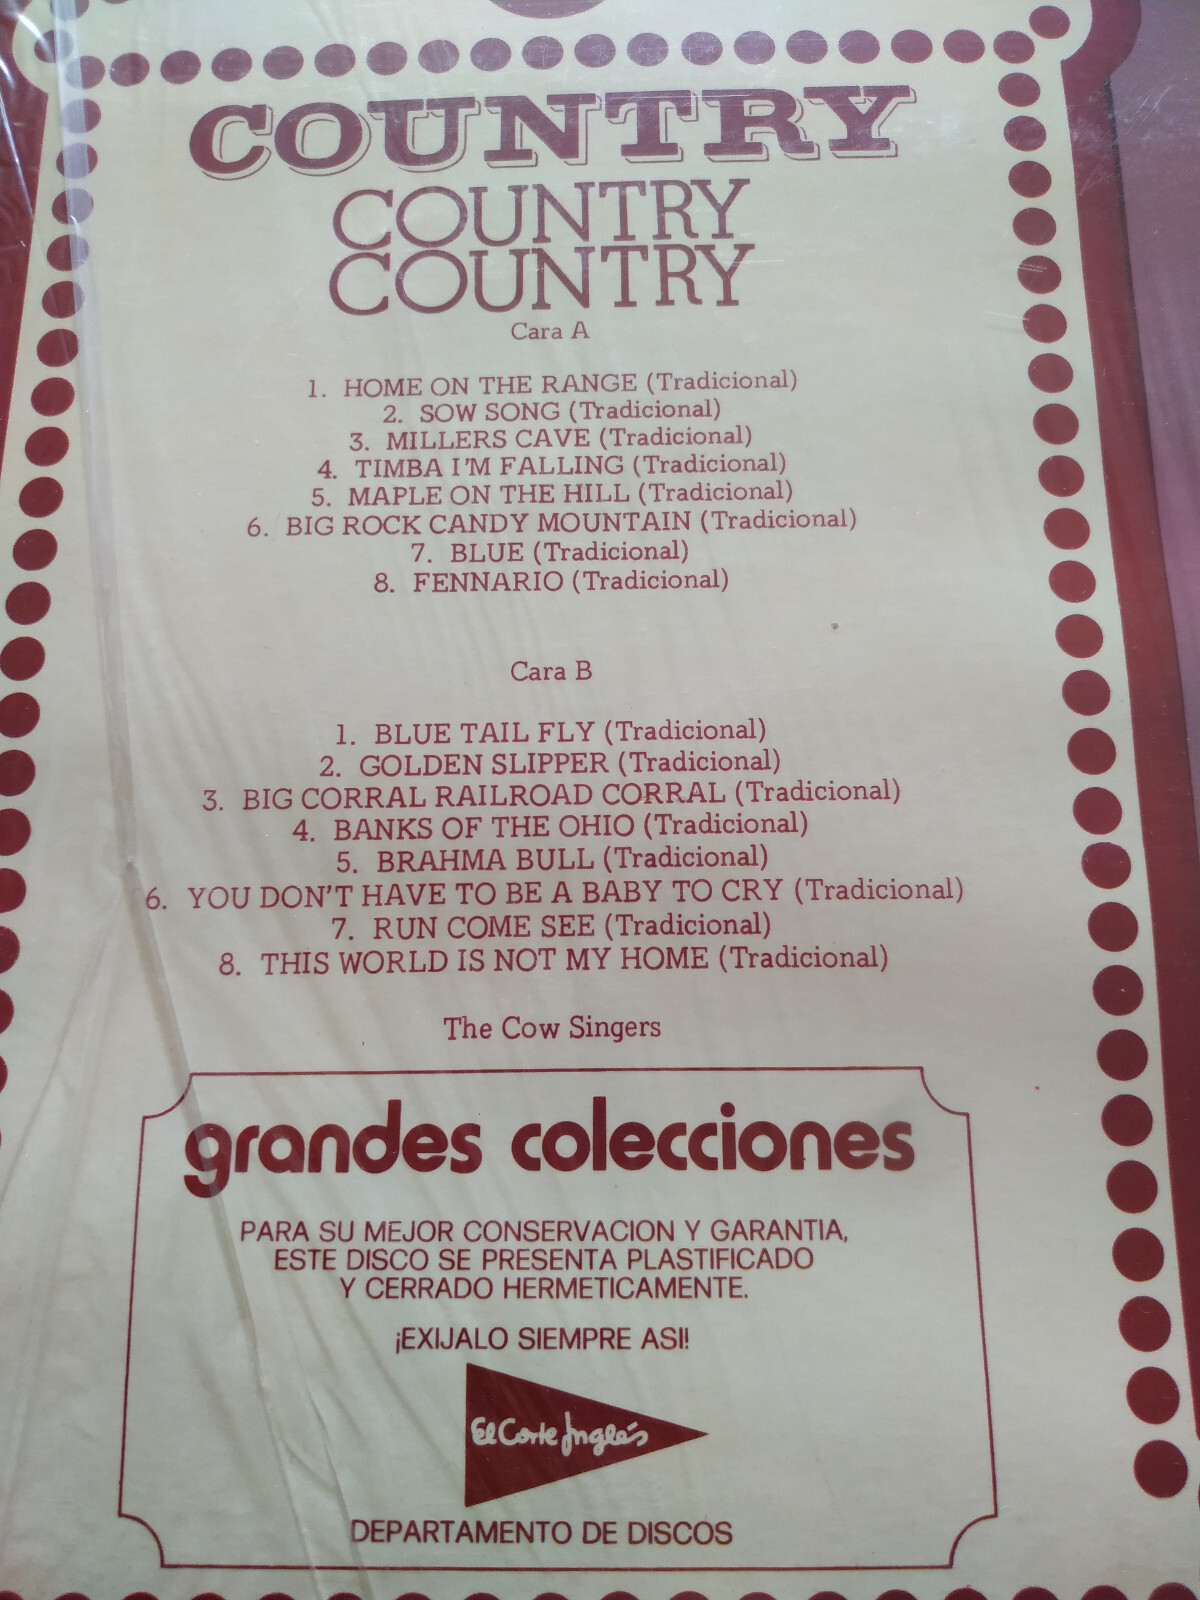 COUNTRY
COUNTRY
COUNTRY
Cara A
1. HOME ON THE RANGE (Tradicional)
2. SOW SONG (Tradicional)
3. MILLERS CAVE (Tradicional)
4. TIMBA I'M FALLING (Tradicional)
5. MAPLE ON THE HILL (Tradicional)
6. BIG ROCK CANDY MOUNTAIN (Tradicional)
7. BLUE (Tradicional)
8. FENNARIO (Tradicional)
Cara B
1. BLUE TAIL FLY (Tradicional)
2. GOLDEN SLIPPER (Tradicional)
3. BIG CORRAL RAILROAD CORRAL (Tradicional)
4. BANKS OF THE OHIO (Tradicional)
5. BRAHMA BULL (Tradicional)
6. YOU DON'T HAVE TO BE A BABY TO CRY (Tradicional)
7. RUN COME SEE (Tradicional)
8. THIS WORLD IS NOT MY HOME (Tradicional)
The Cow Singers
grandes colecciones
PARA SU MEJOR CONSERVACION Y GARANTIA,
ESTE DISCO SE PRESENTA PLASTIFICADO
Y CERRADO HERMETICAMENTE.
¡EXIJALO SIEMPRE ASI!
El Corte Inglés
DEPARTAMENTO DE DISCOS